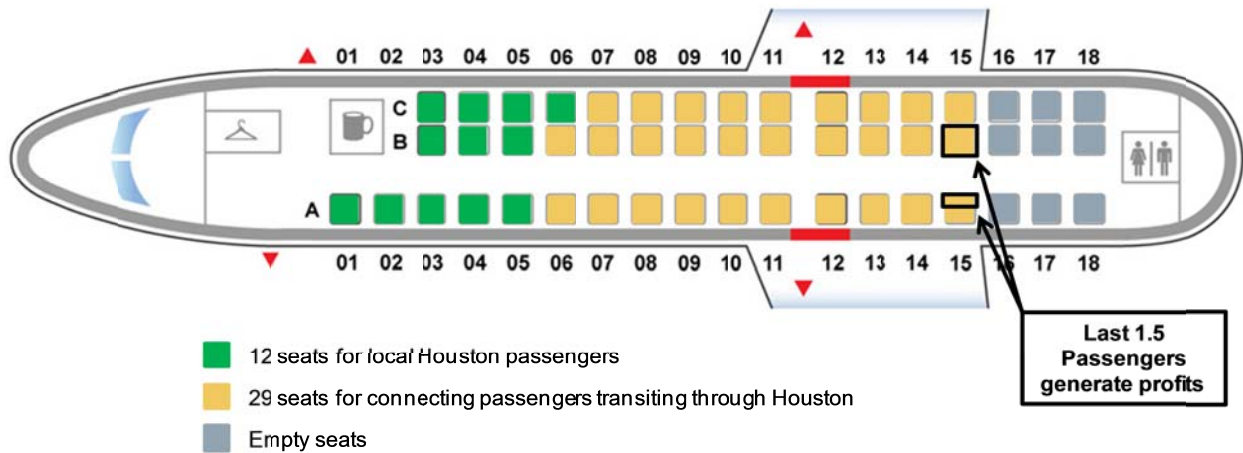 01 02 03 04 05 06 07 08 09 10 11 12 13 14 15 16 17 18
C
B
A
01 02 03 04 05 06 07 08 09 10 11 12 13 14 15 16 17 18
Last 1.5
Passengers
generate profits
12 seats for local Houston passengers
29 seats for connecting passengers transiting through Houston
Empty seats